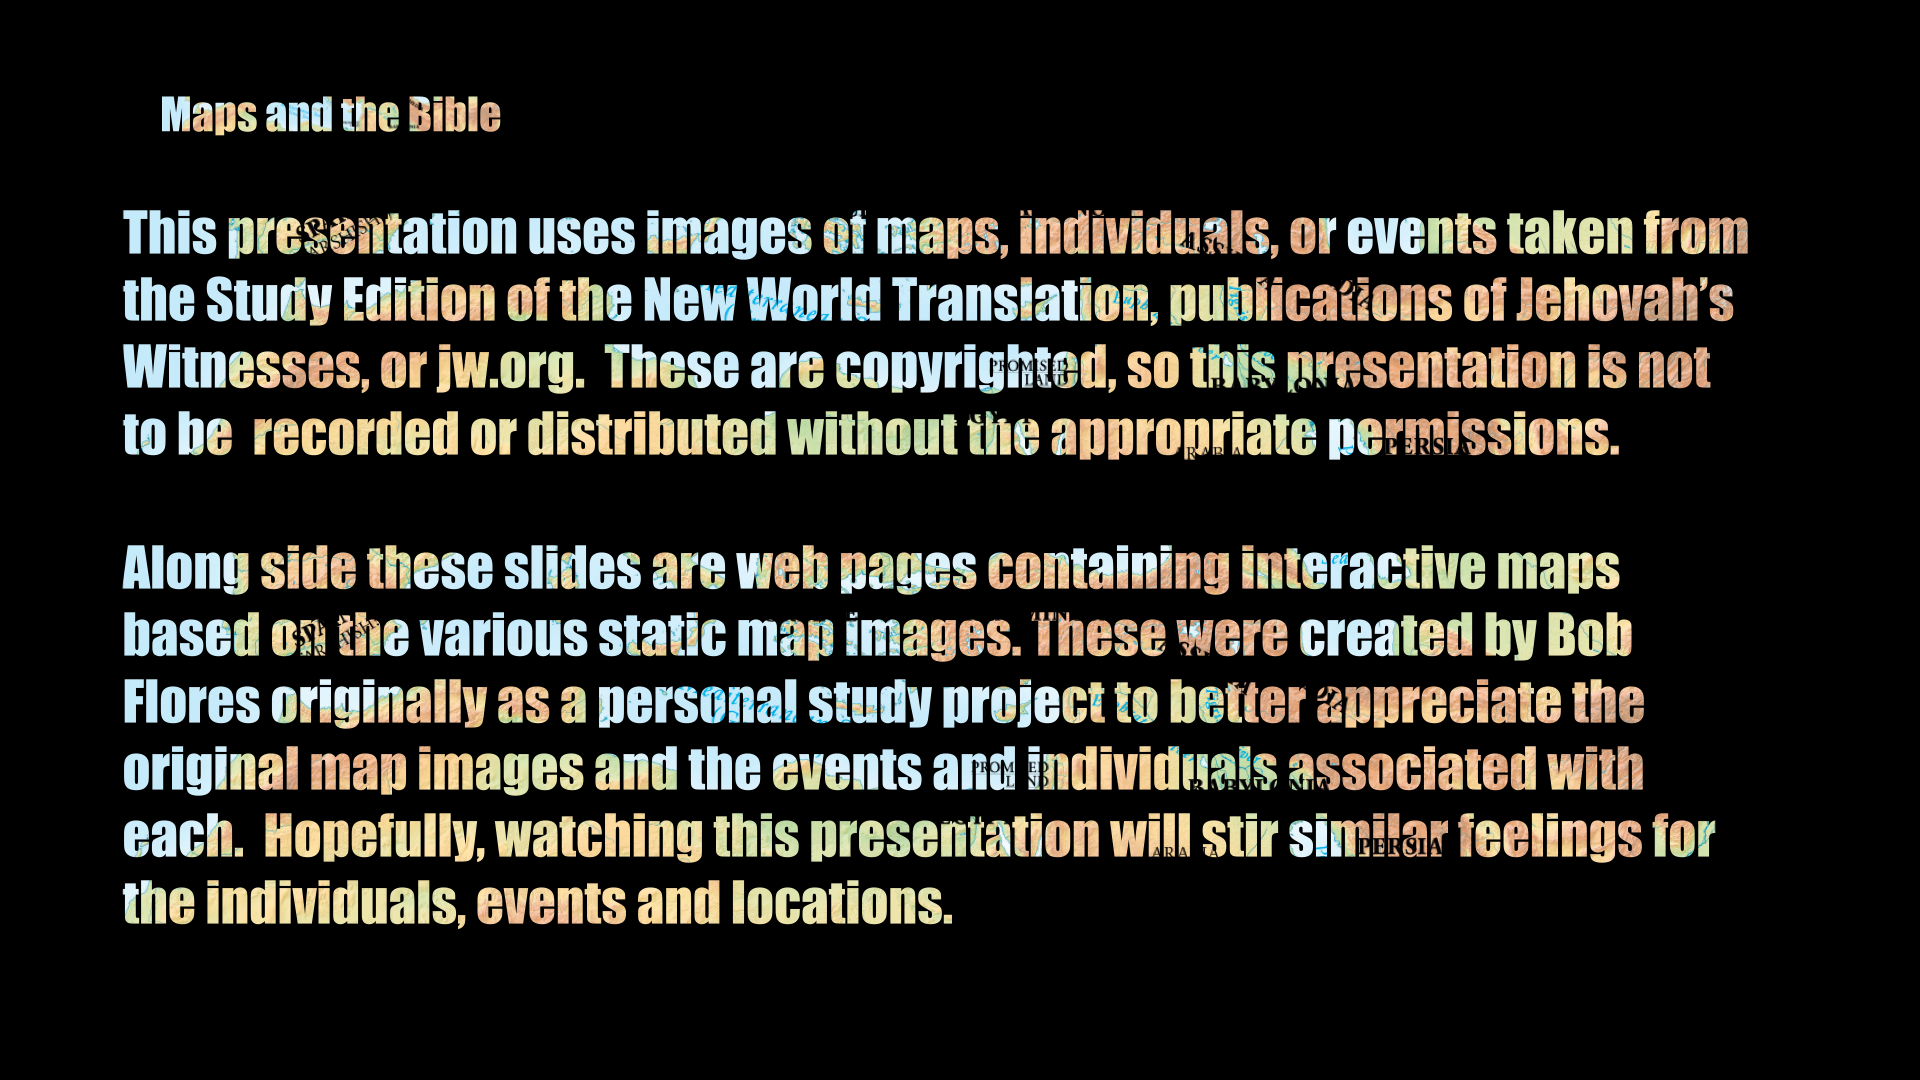 Maps and the Bible
This presentation uses images of maps, individuals, or events taken from
the Study Edition of the New World Translation, publications of Jehovah’s
Witnesses, or jw.org.  These are copyrighted, so this presentation is not
to be  recorded or distributed without the appropriate permissions.
Along side these slides are web pages containing interactive maps
based on the various static map images. These were created by Bob
Flores originally as a personal study project to better appreciate the
original map images and the events and individuals associated with
each.  Hopefully, watching this presentation will stir similar feelings for
the individuals, events and locations.